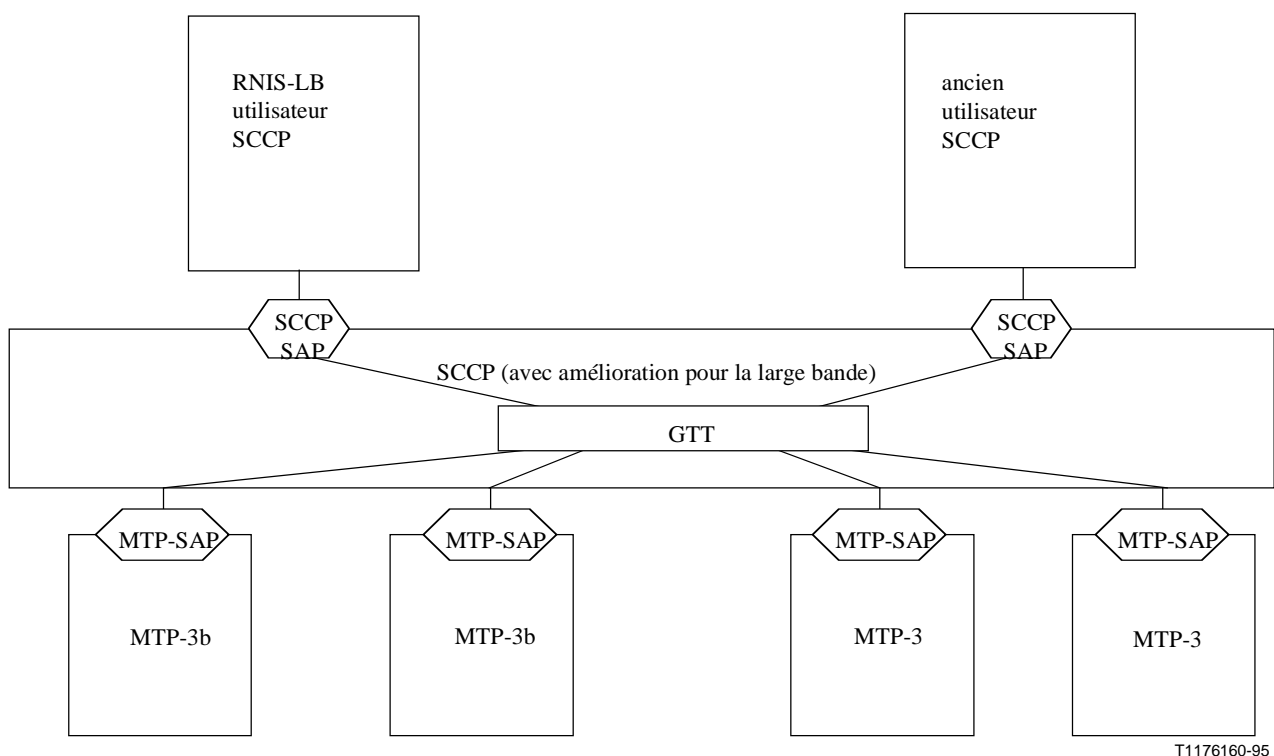 RNIS-LB
utilisateur
SCCP
ancien
utilisateur
SCCP
SCCP
SAP
SCCP
SAP
SCCP (avec amélioration pour la large bande)
GTT
MTP-SAP
MTP-SAP
MTP-SAP
MTP-SAP
MTP-3b
MTP-3b
MTP-3
MTP-3
T1176160-95